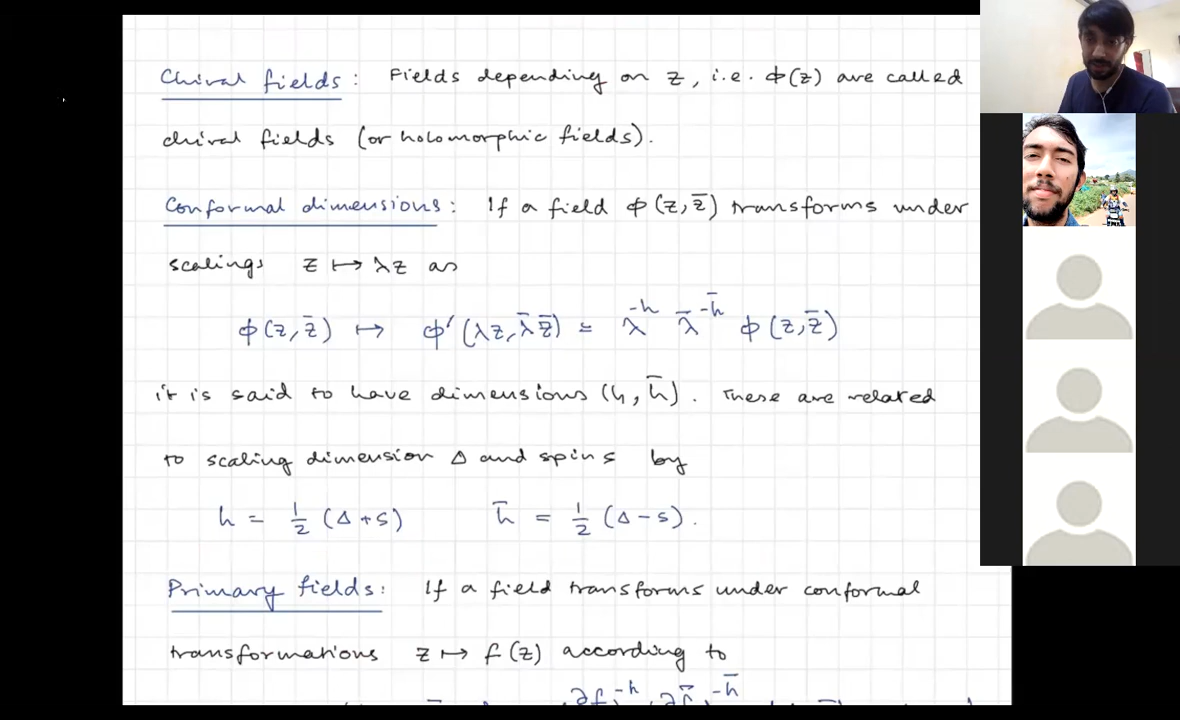 Chiral fields : Fields depending on z, i.e. ϕ(z) are called
chiral fields (or holomorphic fields).
Conformal dimensions : If a field ϕ(z, z̄) transforms under
scalings z ↦ λz as
ϕ(z, z̄) ↦ ϕ'(λz, λ̄z̄) = λ^{-h} λ̄^{-h̄} ϕ(z, z̄)
it is said to have dimensions (h, h̄). These are related
to scaling dimension Δ and spin s by
h = 1/2 (Δ+s) h̄ = 1/2 (Δ-s).
Primary fields : If a field transforms under conformal
transformations z ↦ f(z) according to